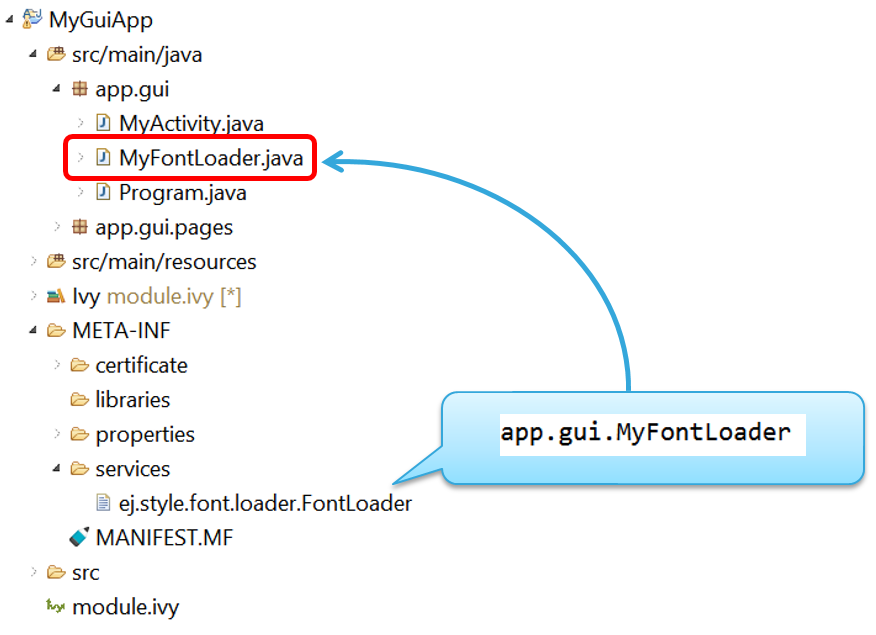 MyGuiApp
src/main/java
app.gui
MyActivity.java
MyFontLoader.java
Program.java
app.gui.pages
src/main/resources
Ivy module.ivy [*]
META-INF
certificate
libraries
app.gui.MyFontLoader
properties
services
ej.style.font.loader.FontLoader
MANIFEST.MF
src
module.ivy